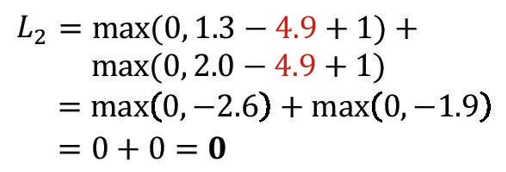 L₂ = max(0, 1.3 − 4.9 + 1) +
max(0, 2.0 − 4.9 + 1)
= max(0, −2.6) + max(0, −1.9)
= 0 + 0 = 0